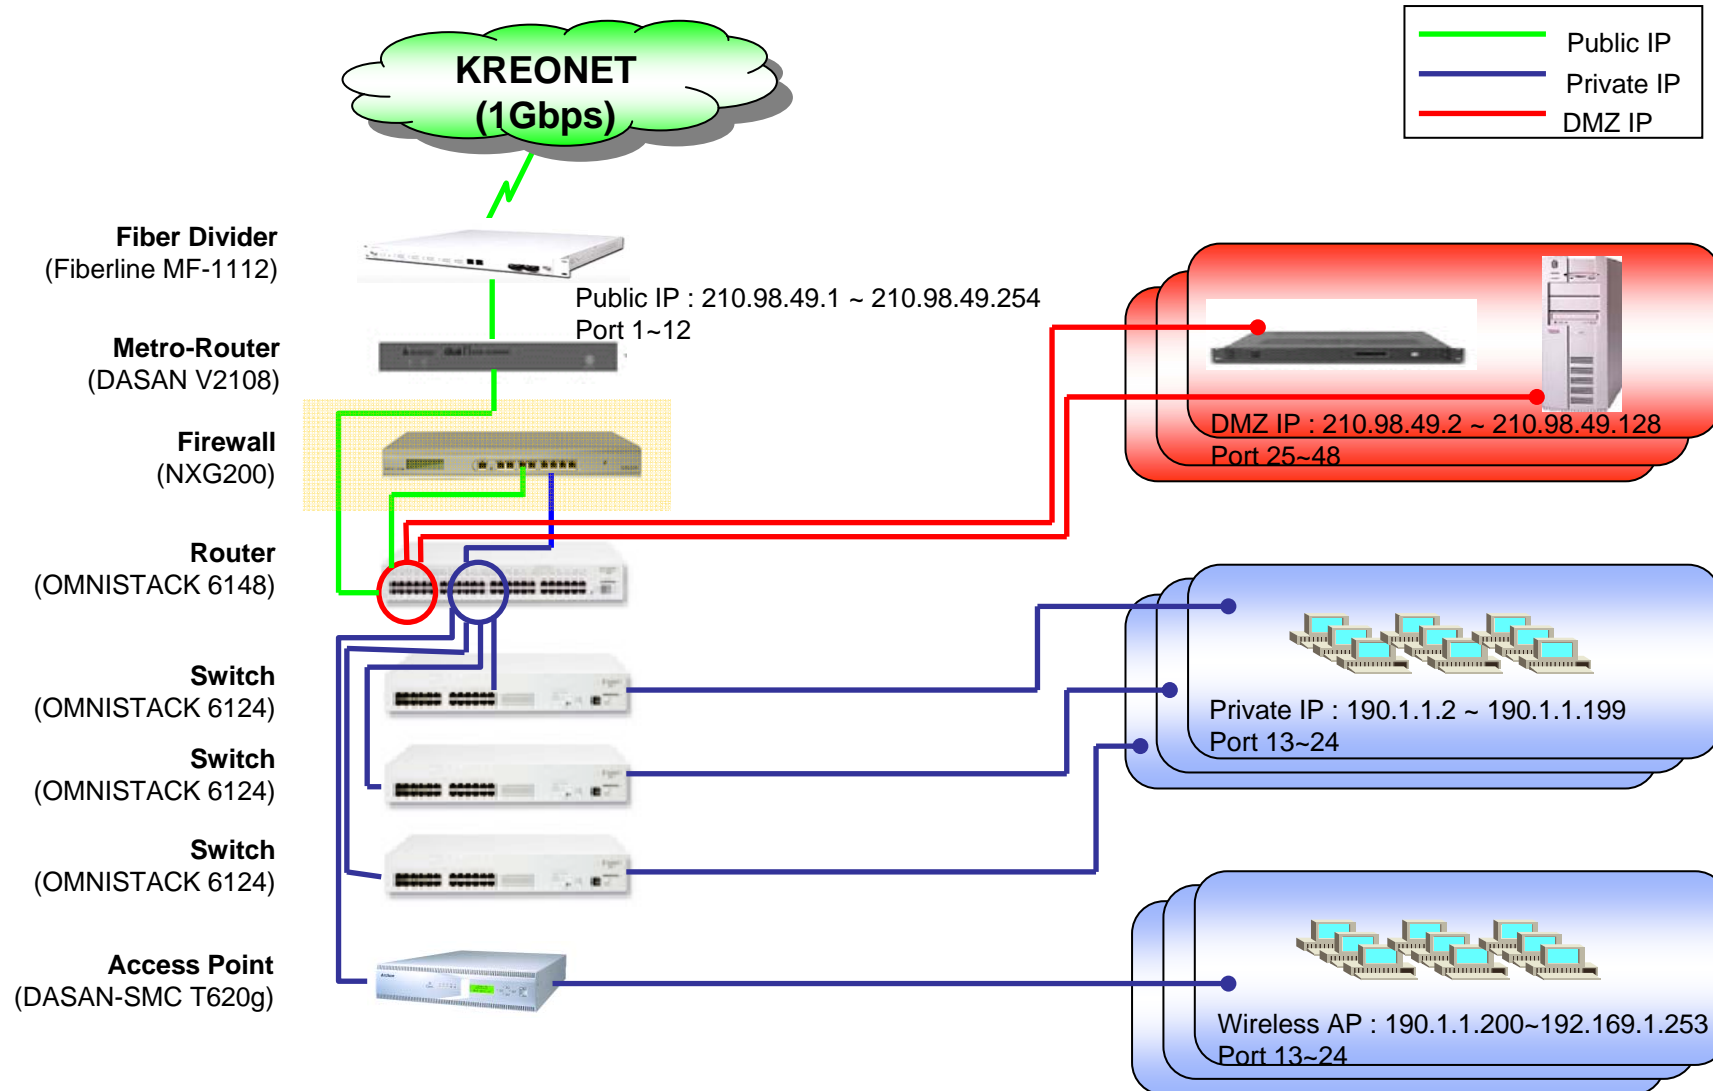 KREONET
(1Gbps)
Public IP
Private IP
DMZ IP
Fiber Divider
(Fiberline MF-1112)
Public IP : 210.98.49.1 ~ 210.98.49.254
Port 1~12
Metro-Router
(DASAN V2108)
Firewall
(NXG200)
DMZ IP : 210.98.49.2 ~ 210.98.49.128
Port 25~48
Router
(OMNISTACK 6148)
Switch
(OMNISTACK 6124)
Private IP : 190.1.1.2 ~ 190.1.1.199
Port 13~24
Switch
(OMNISTACK 6124)
Switch
(OMNISTACK 6124)
Access Point
(DASAN-SMC T620g)
Wireless AP : 190.1.1.200~192.169.1.253
Port 13~24